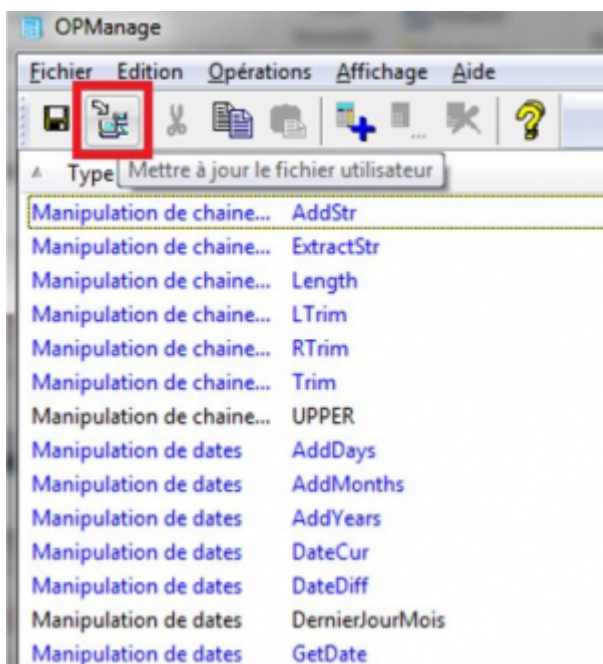 OPManage
Fichier Edition Opérations Affichage Aide
Type Mettre à jour le fichier utilisateur
Manipulation de chaine... AddStr
Manipulation de chaine... ExtractStr
Manipulation de chaine... Length
Manipulation de chaine... LTrim
Manipulation de chaine... RTrim
Manipulation de chaine... Trim
Manipulation de chaine... UPPER
Manipulation de dates AddDays
Manipulation de dates AddMonths
Manipulation de dates AddYears
Manipulation de dates DateCur
Manipulation de dates DateDiff
Manipulation de dates DernierJourMois
Manipulation de dates GetDate